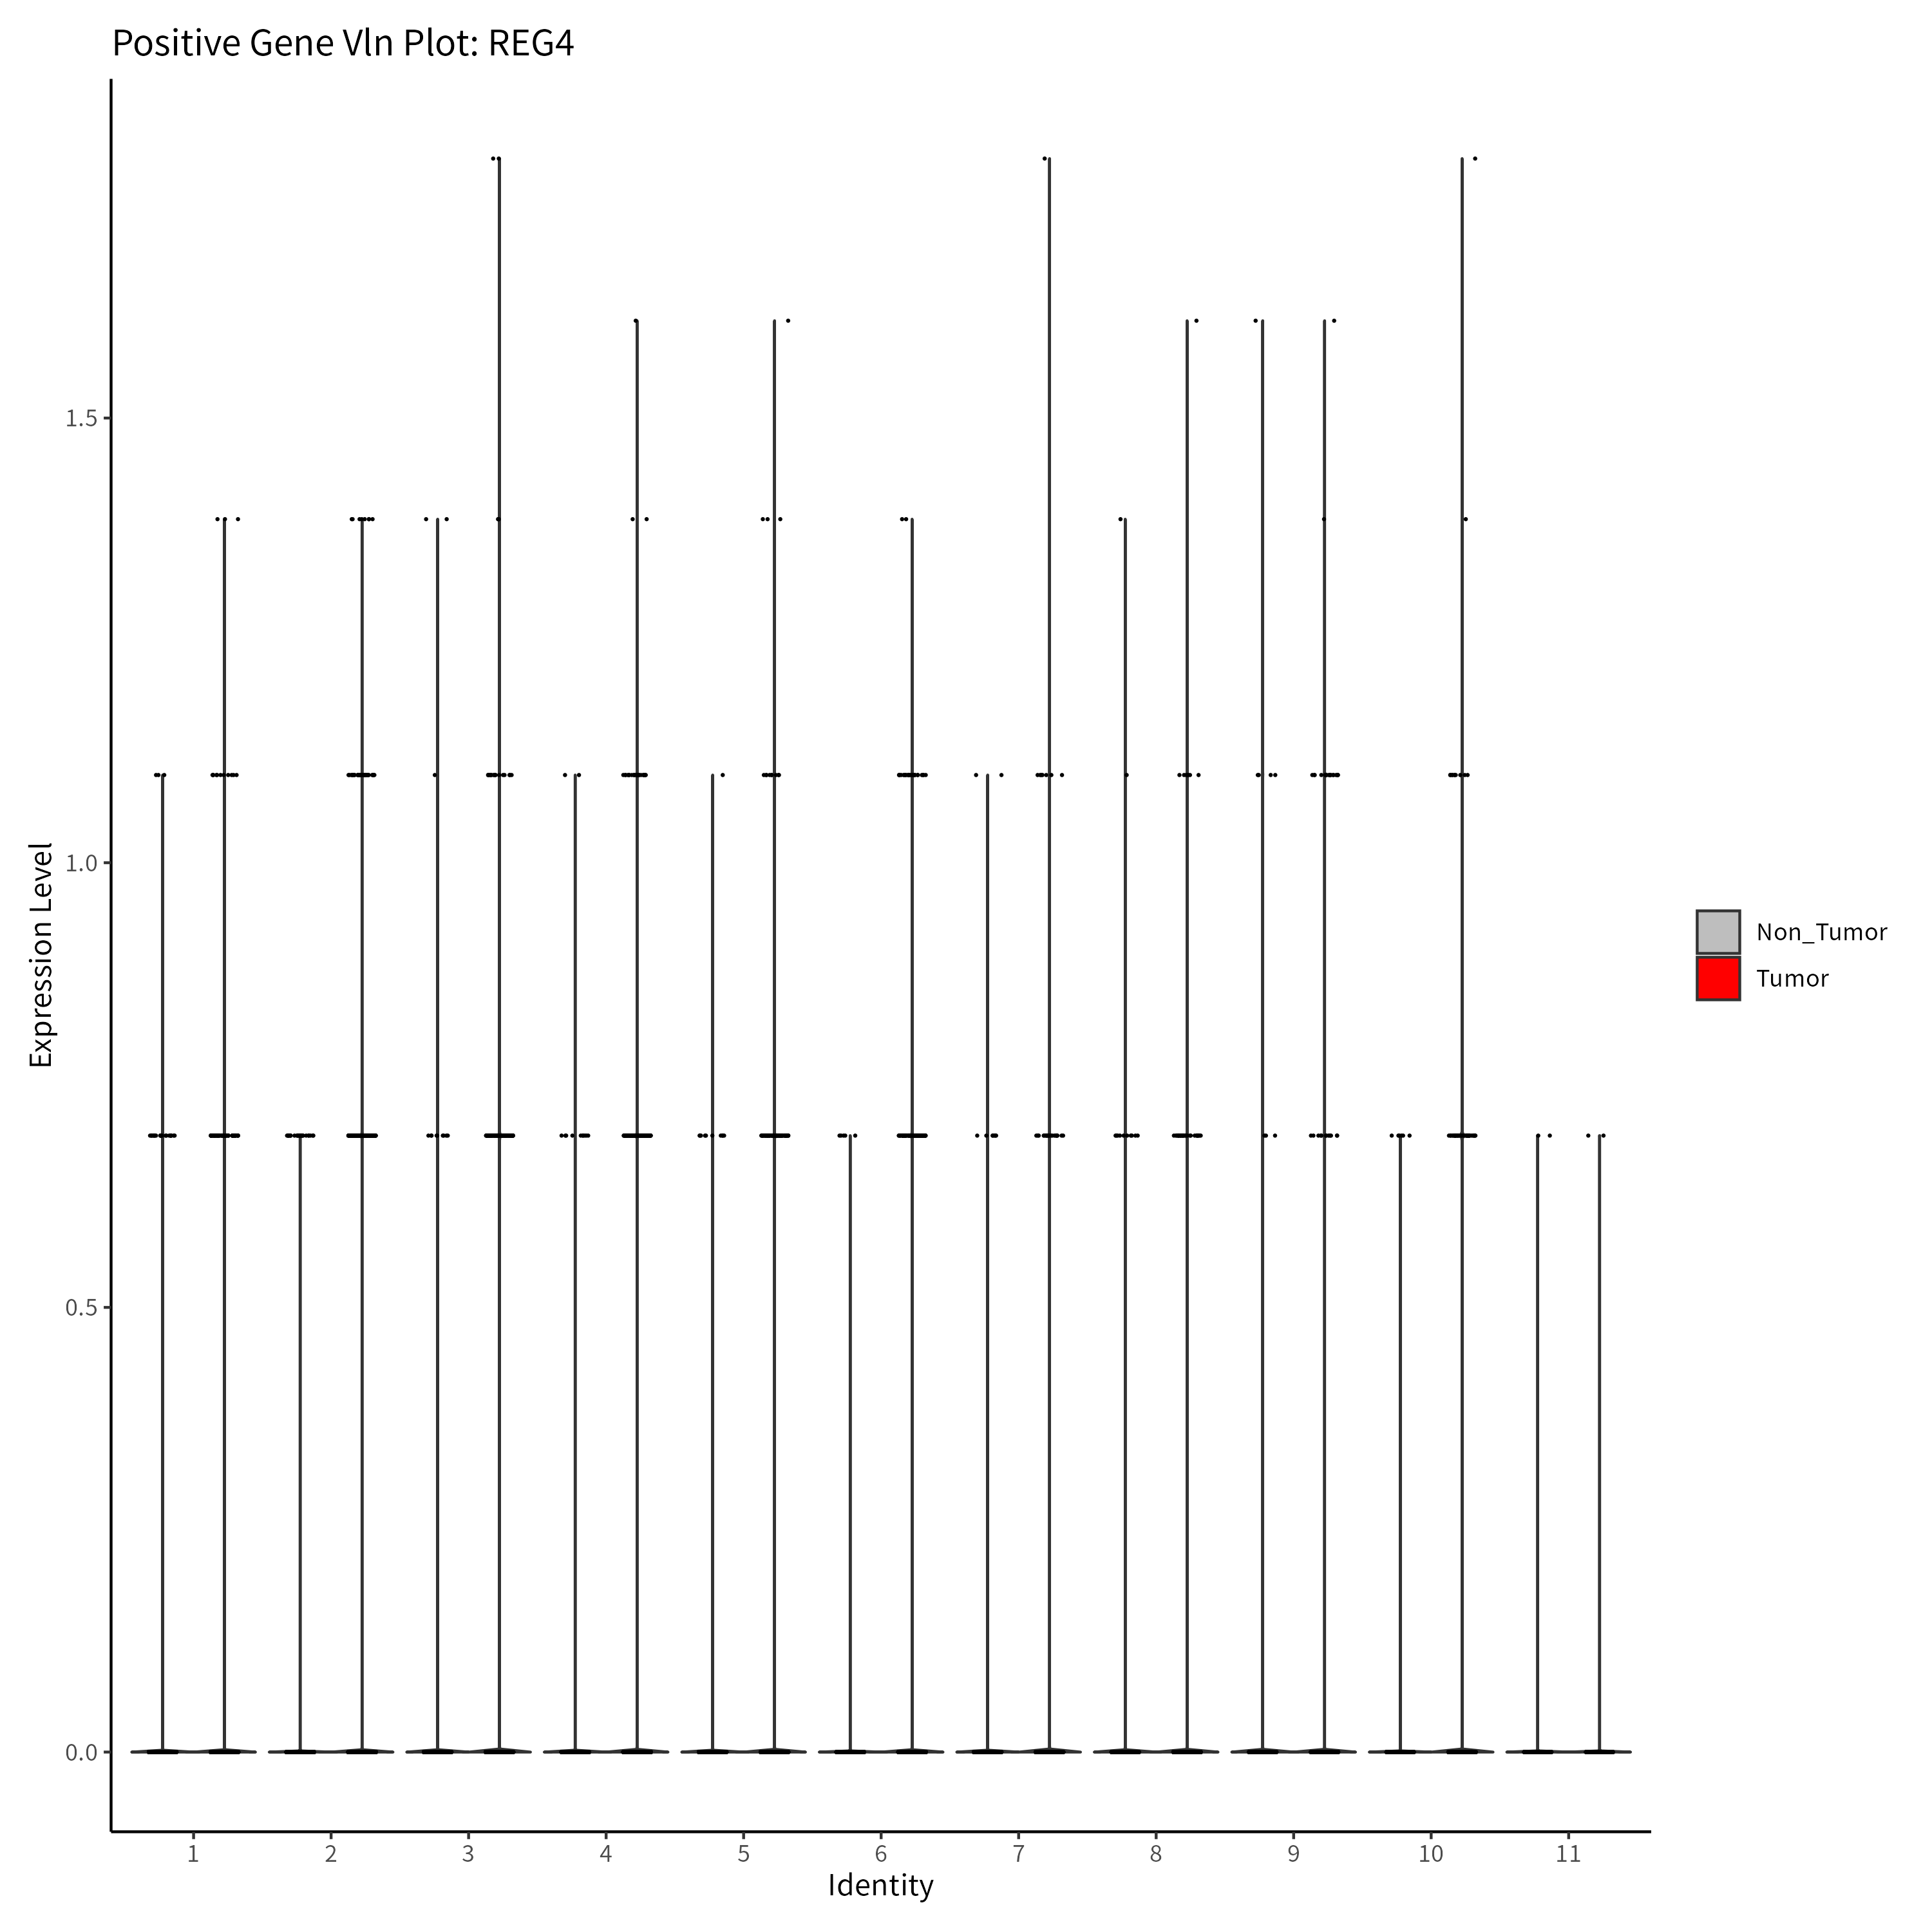 Positive Gene Vln Plot: REG4
Expression Level
1.5
1.0
0.5
0.0
1 2 3 4 5 6 7 8 9 10 11
Identity
Non_Tumor
Tumor